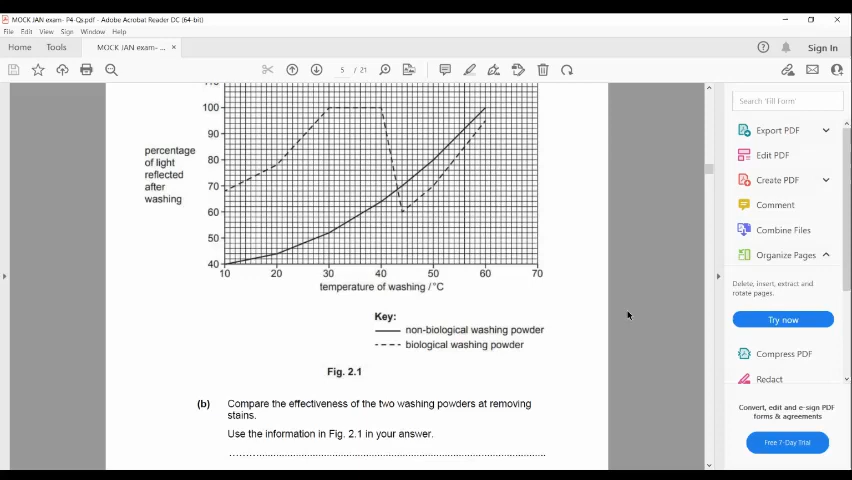 MOCK JAN exam- P4-Qs.pdf - Adobe Acrobat Reader DC (64-bit)
File Edit View Sign Window Help
Home Tools MOCK JAN exam- ... × Sign In
5 / 21
110
100
90
80
70
60
50
40
percentage
of light
reflected
after
washing
10 20 30 40 50 60 70
temperature of washing / °C
Key:
non-biological washing powder
biological washing powder
Fig. 2.1
(b) Compare the effectiveness of the two washing powders at removing
stains.
Use the information in Fig. 2.1 in your answer.
Search 'Fill Form'
Export PDF
Edit PDF
Create PDF
Comment
Combine Files
Organize Pages
Delete, insert, extract and
rotate pages.
Try now
Compress PDF
Redact
Convert, edit and e-sign PDF
forms & agreements
Free 7-Day Trial